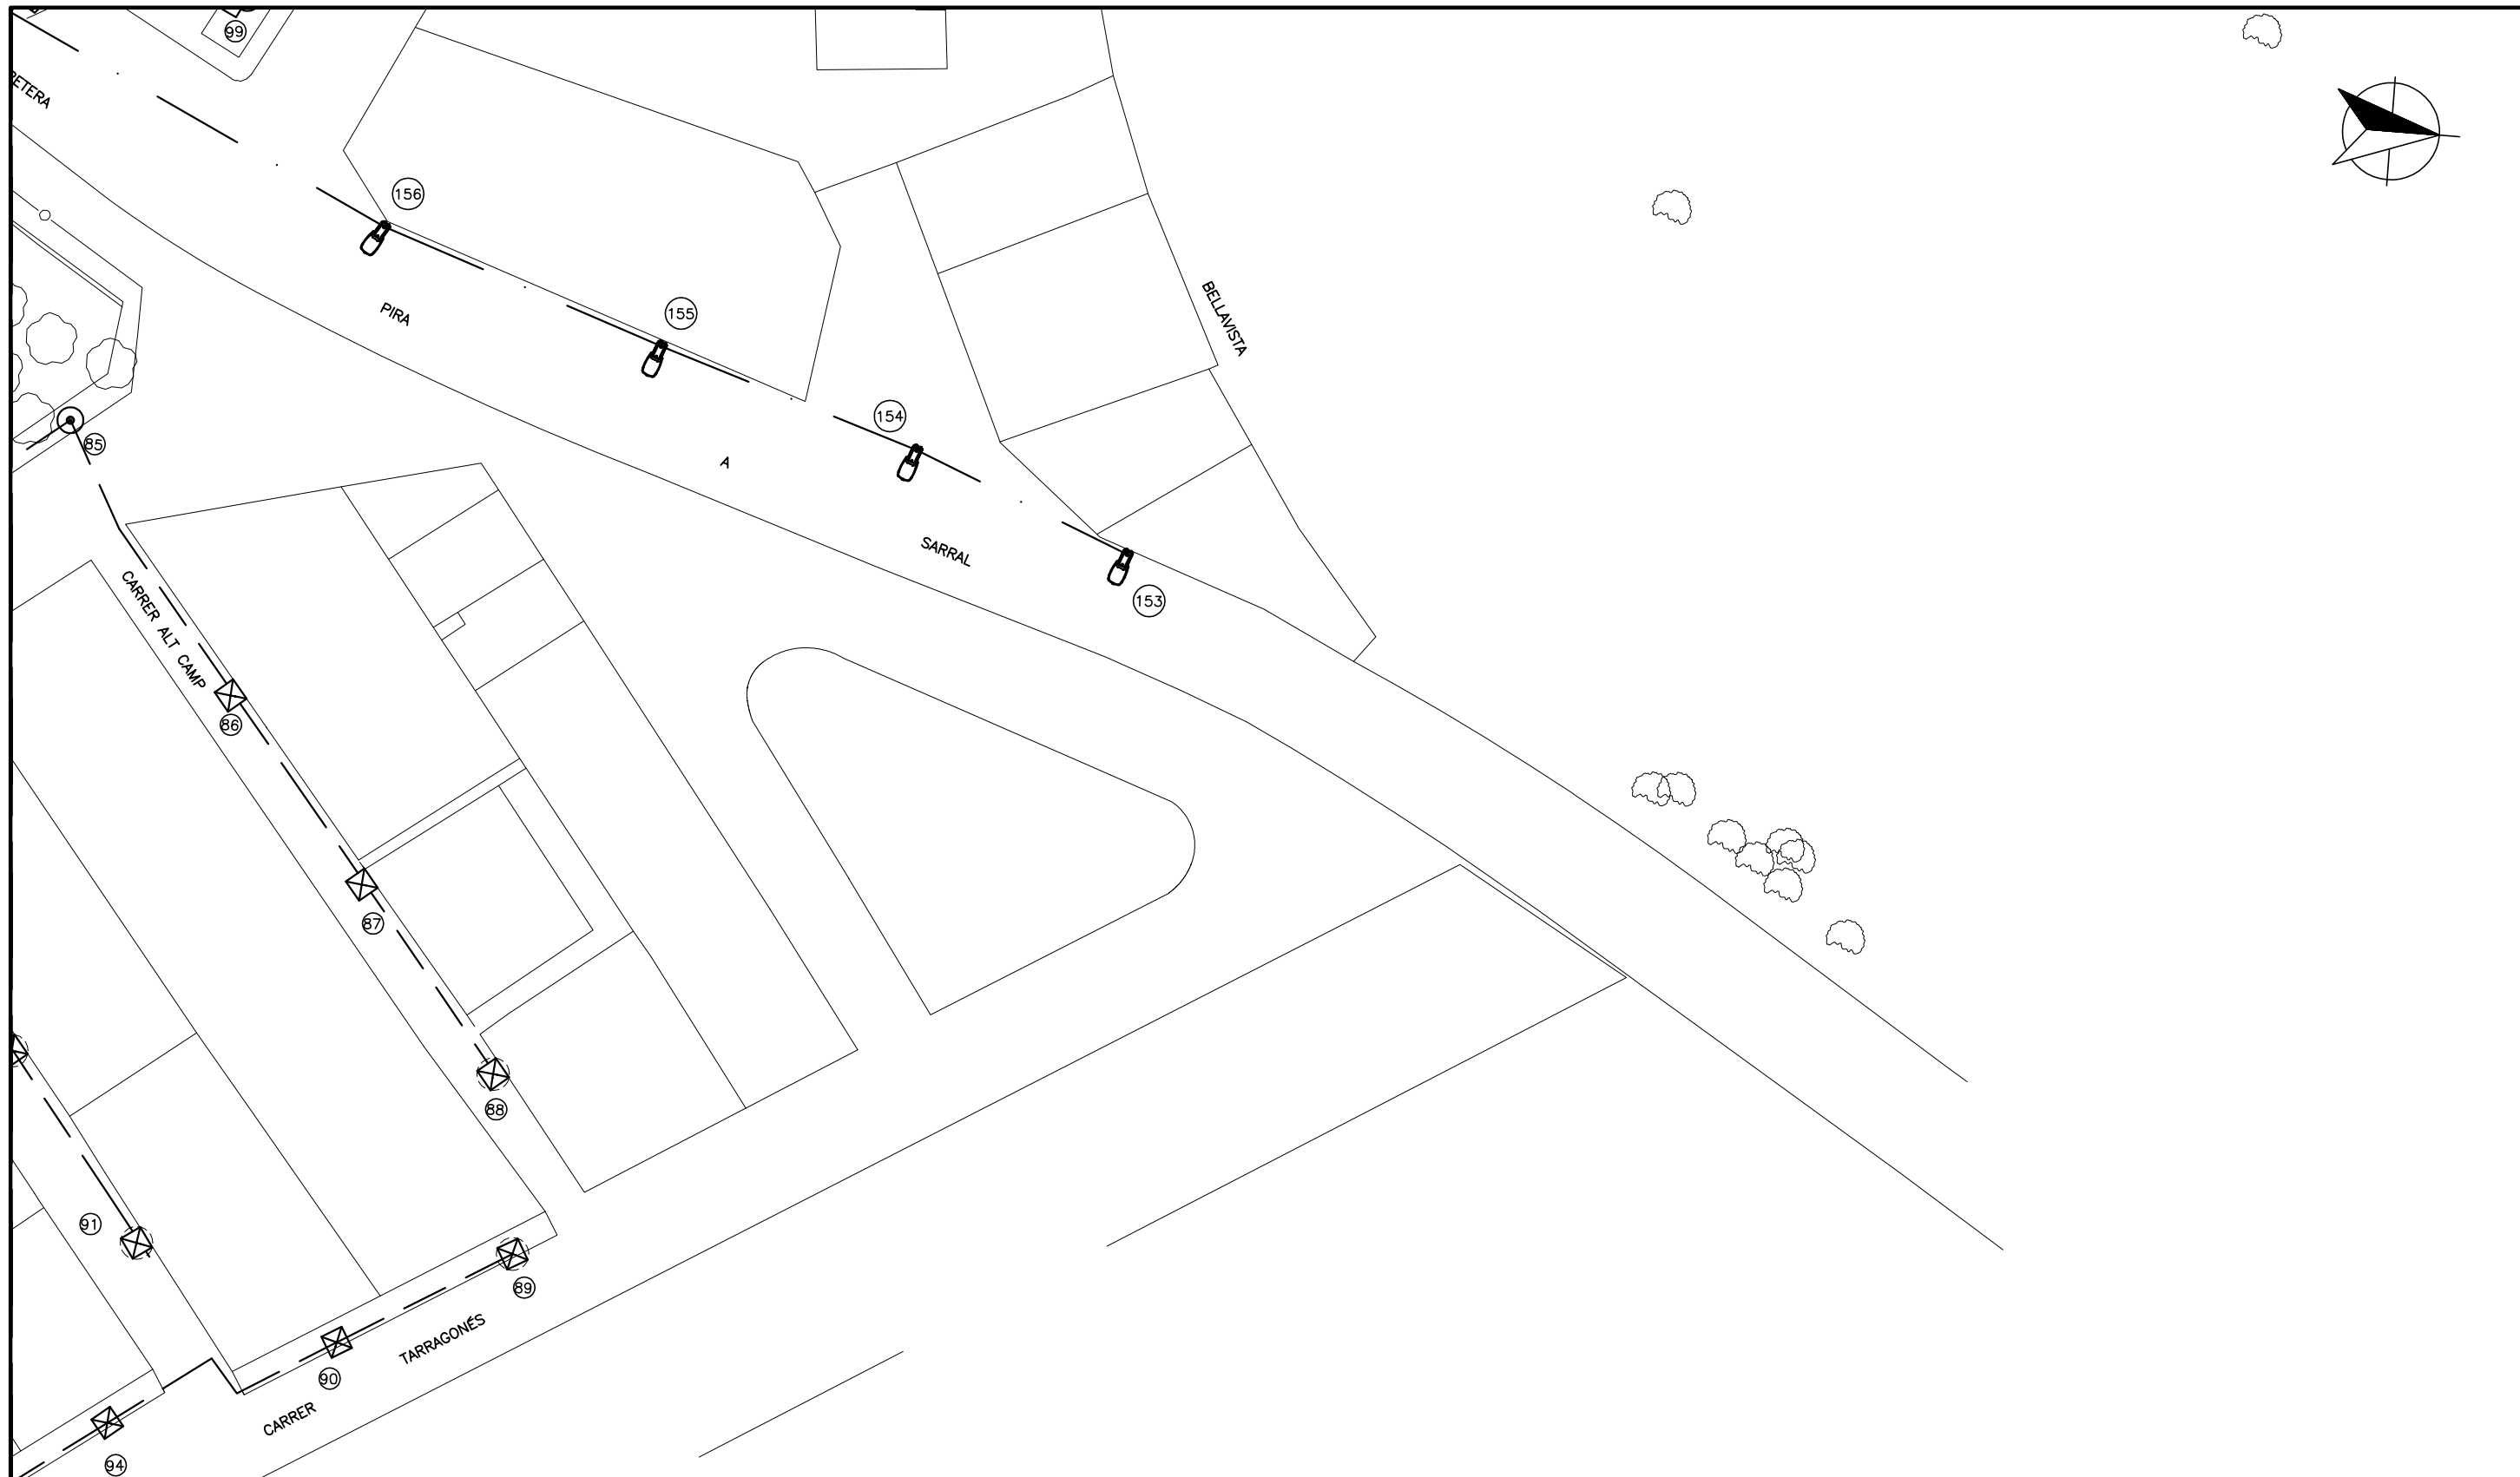 99
ETERA
156
155
PIRA
BELLAVISTA
154
85
A
SARRAL
153
CARRER ALT CAMP
86
87
88
91
89
TARRAGONÉS
90
CARRER
94